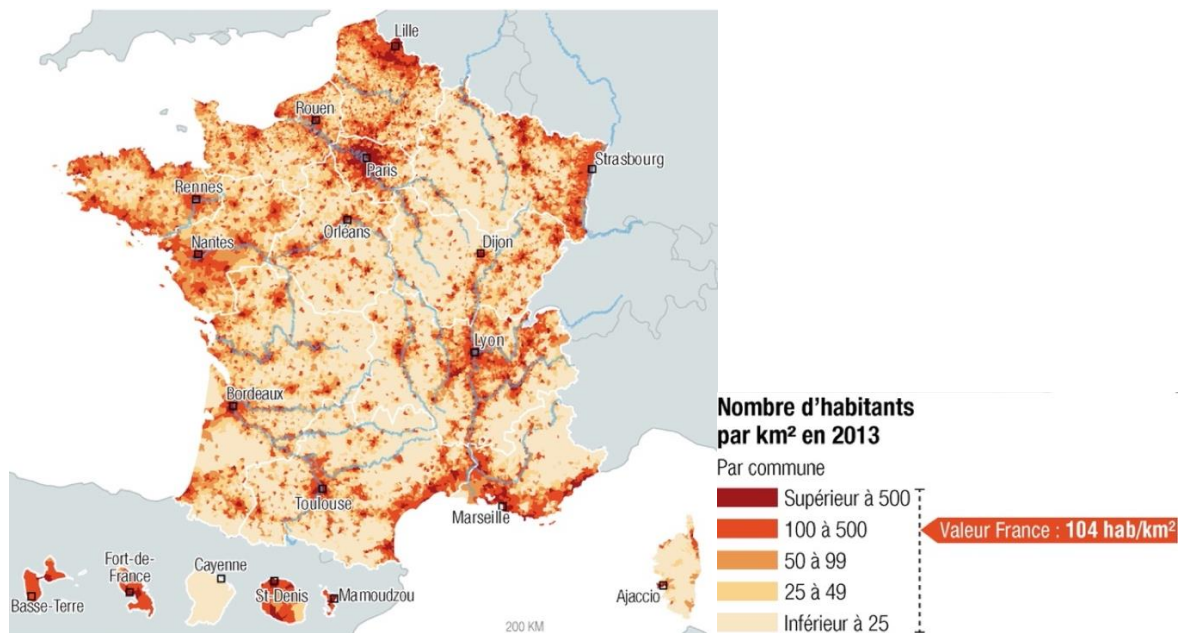 Lille
Rouen
Paris
Strasbourg
Rennes
Orléans
Nantes
Dijon
Lyon
Bordeaux
Toulouse
Marseille
Fort-de-
France
Cayenne
St-Denis
Mamoudzou
Basse-Terre
Ajaccio
200 KM
Nombre d’habitants
par km² en 2013
Par commune
Supérieur à 500
100 à 500
Valeur France : 104 hab/km²
50 à 99
25 à 49
Inférieur à 25